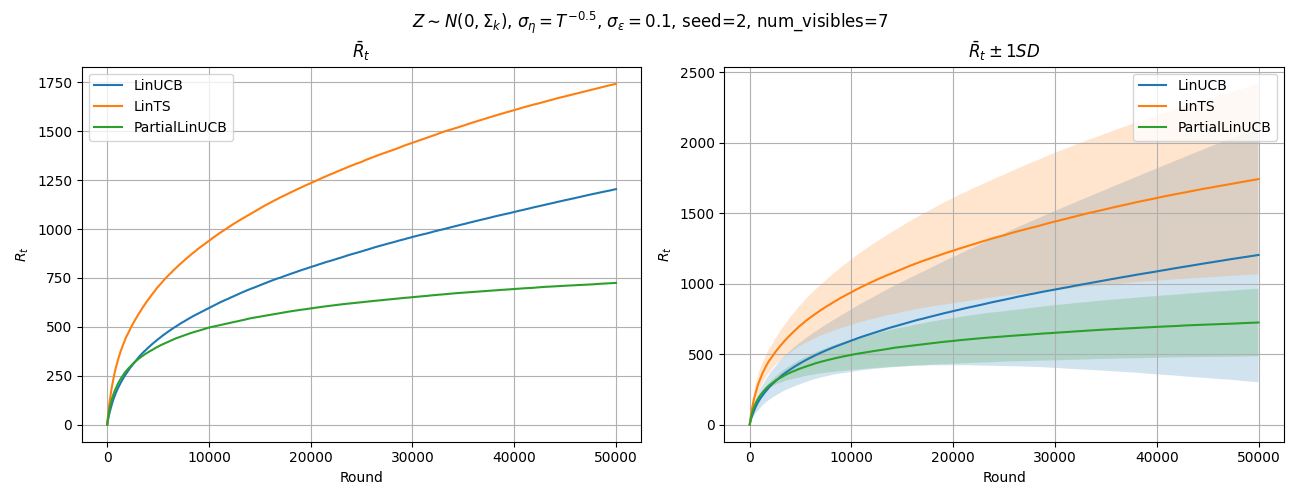 Z ∼ N(0, Σ_k), σ_η = T^{−0.5}, σ_ε = 0.1, seed=2, num_visibles=7
R̄_t
1750
1500
1250
1000
750
500
250
0
R_t
LinUCB
LinTS
PartialLinUCB
0 10000 20000 30000 40000 50000
Round
R̄_t ± 1SD
2500
2000
1500
1000
500
0
R_t
LinUCB
LinTS
PartialLinUCB
0 10000 20000 30000 40000 50000
Round